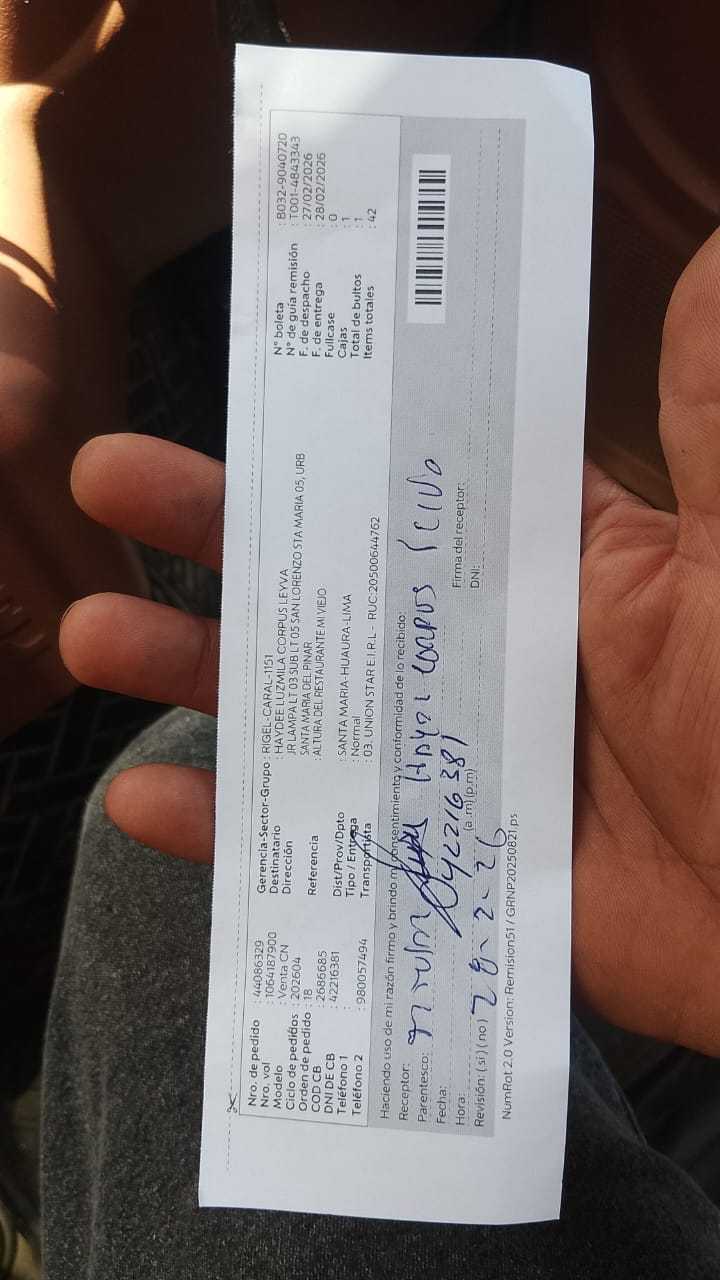 Nro. de pedido : 44086329
Nro. vol : 1064187900
Modelo : Venta CN
Ciclo de pedidos : 202604
Orden de pedido : 18
COD CB : 2685685
DNI DE CB : 42216381
Teléfono 1 :
Teléfono 2 : 980057494
Gerencia-Sector-Grupo : RIGEL-CARAL-1151
Destinatario : HAYDEE LUZMILA CORPUS LEYVA
Dirección : JR LAMPA LT 03 SUB LT 05 SAN LORENZO STA MARIA 05, URB
SANTA MARIA DEL PINAR
Referencia : ALTURA DEL RESTAURANTE MI VIEJO
Dist/Prov/Dpto : SANTA MARIA-HUAURA-LIMA
Tipo / Entrega : Normal
Transportista : 03. UNION STAR E.I.R.L - RUC:20500644762
N° boleta : B032-9040720
N° de guía remisión : T001-4843343
F. de despacho : 27/02/2026
F. de entrega : 28/02/2026
Fullcase : 0
Cajas : 1
Total de bultos : 1
Items totales : 42
Haciendo uso de mi razón firmo y brindo mi consentimiento y conformidad de lo recibido:
Receptor:
Parentesco: corpus
Fecha: 42216381
Hora: (a.m)(p.m)
Revisión: (si)(no) 28-2-26
Firma del receptor:
DNI:
NumRot 2.0 Version: Remision51 / GRNP20250821.ps